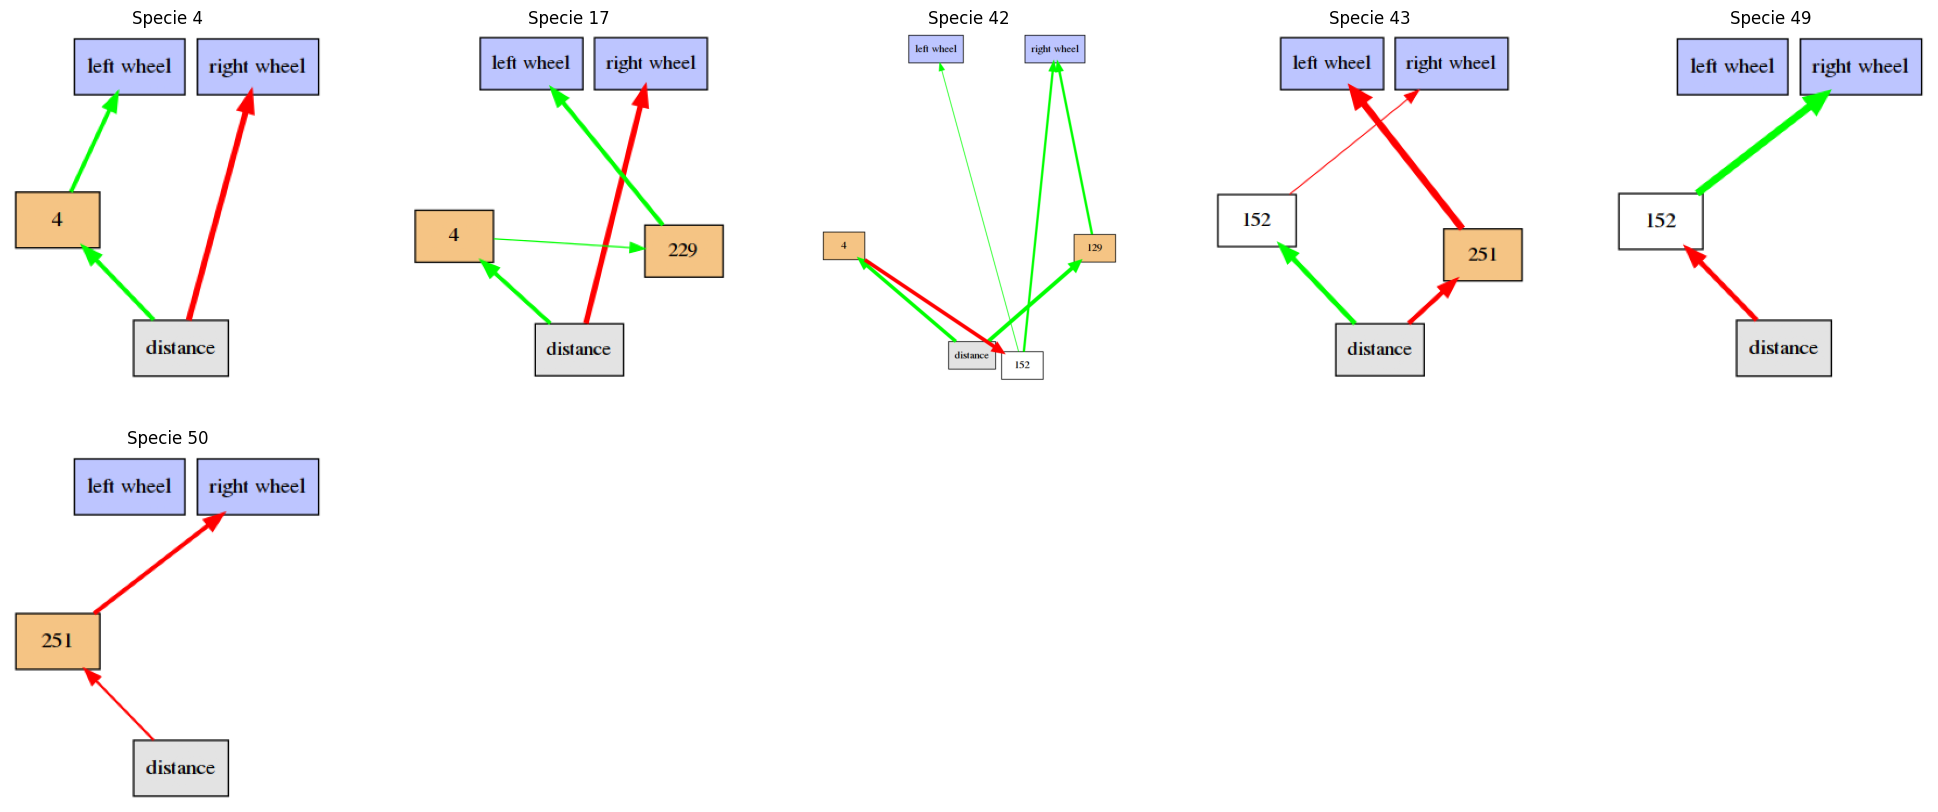 Specie 4
left wheel
right wheel
4
distance
Specie 17
left wheel
right wheel
4
229
distance
Specie 42
left wheel
right wheel
4
129
distance
152
Specie 43
left wheel
right wheel
152
251
distance
Specie 49
left wheel
right wheel
152
distance
Specie 50
left wheel
right wheel
251
distance